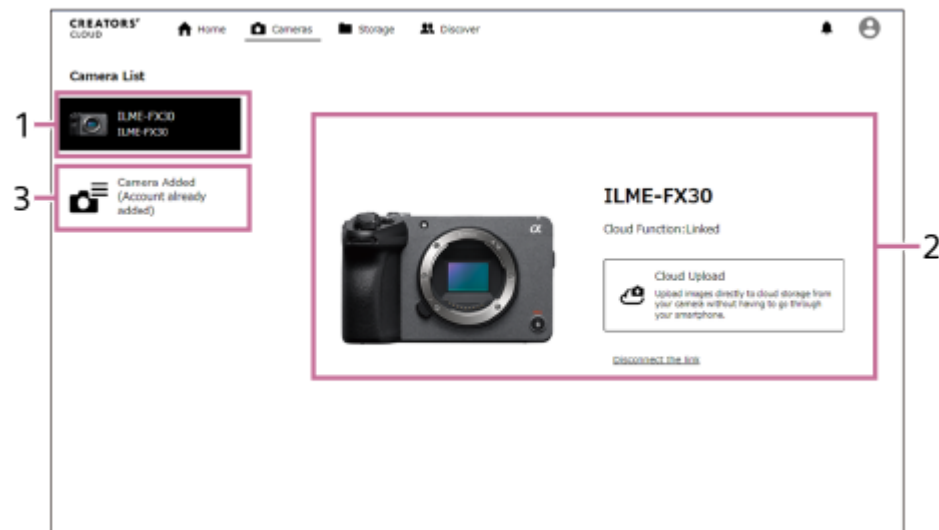 CREATORS'
CLOUD
Home
Cameras
Storage
Discover
Camera List
1
ILME-FX30
ILME-FX30
3
Camera Added
(Account already
added)
α
ILME-FX30
Cloud Function:Linked
2
Cloud Upload
Upload images directly to cloud storage from
your camera without having to go through
your smartphone.
Disconnect the link